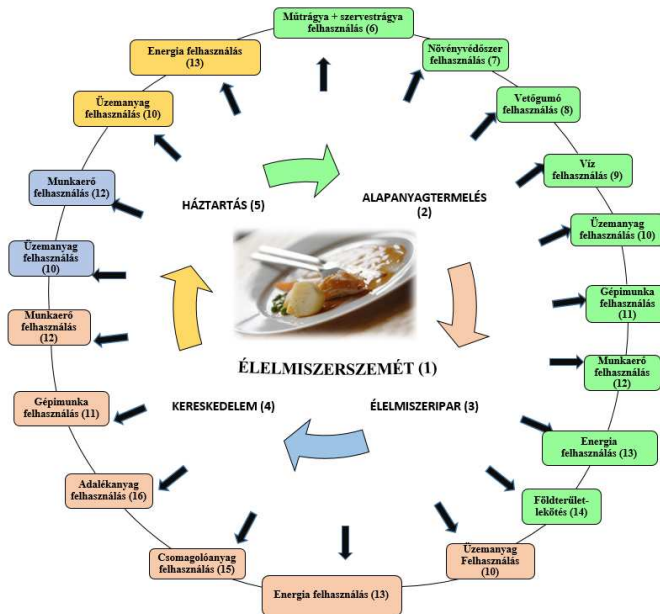 Műtrágya + szervestrágya
felhasználás (6)
Növényvédőszer
felhasználás (7)
Vetőgumó
felhasználás (8)
Víz
felhasználás (9)
Üzemanyag
felhasználás (10)
Gépimunka
felhasználás
(11)
Munkaerő
felhasználás
(12)
Energia
felhasználás (13)
Földterület-
lekötés (14)
Üzemanyag
Felhasználás
(10)
Energia felhasználás (13)
Csomagolóanyag
felhasználás (15)
Adalékanyag
felhasználás (16)
Gépimunka
felhasználás (11)
Munkaerő
felhasználás
(12)
Üzemanyag
felhasználás
(10)
Munkaerő
felhasználás (12)
Üzemanyag
felhasználás (10)
Energia felhasználás
(13)
HÁZTARTÁS (5)
ALAPANYAGTERMELÉS
(2)
ÉLELMISZERSZEMÉT (1)
KERESKEDELEM (4)
ÉLELMISZERIPAR (3)